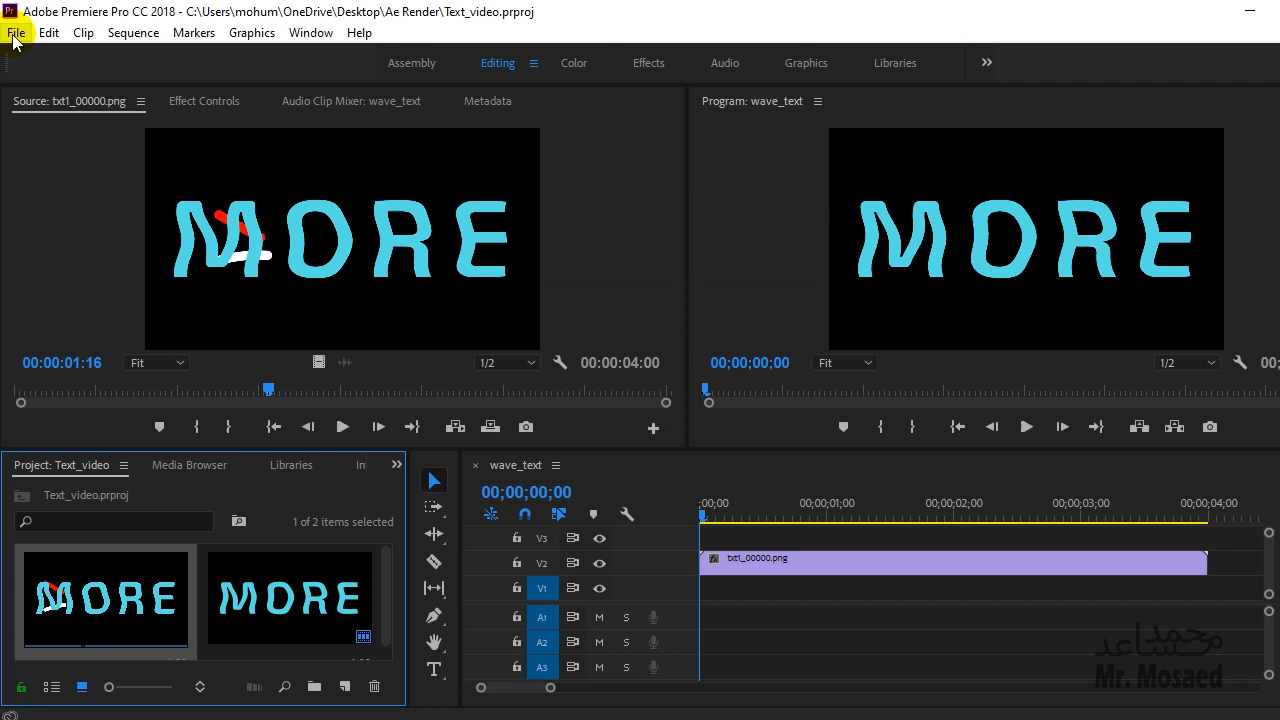 Pr Adobe Premiere Pro CC 2018 - C:\Users\mohum\OneDrive\Desktop\Ae Render\Text_video.prproj
File Edit Clip Sequence Markers Graphics Window Help
Assembly Editing Color Effects Audio Graphics Libraries
Source: txt1_00000.png Effect Controls Audio Clip Mixer: wave_text Metadata
Program: wave_text
MORE
MORE
00:00:01:16 Fit 1/2 00:00:04:00
00;00;00;00 Fit 1/2 00;
Project: Text_video Media Browser Libraries In
Text_video.prproj
1 of 2 items selected
MORE
MORE
wave_text
00;00;00;00
;00;00 00;00;01;00 00;00;02;00 00;00;03;00 00;00;04;00
V3
V2 fx txt1_00000.png
V1
A1 M S
A2 M S
A3 M S
محمد مساعد
Mr. Mosaed